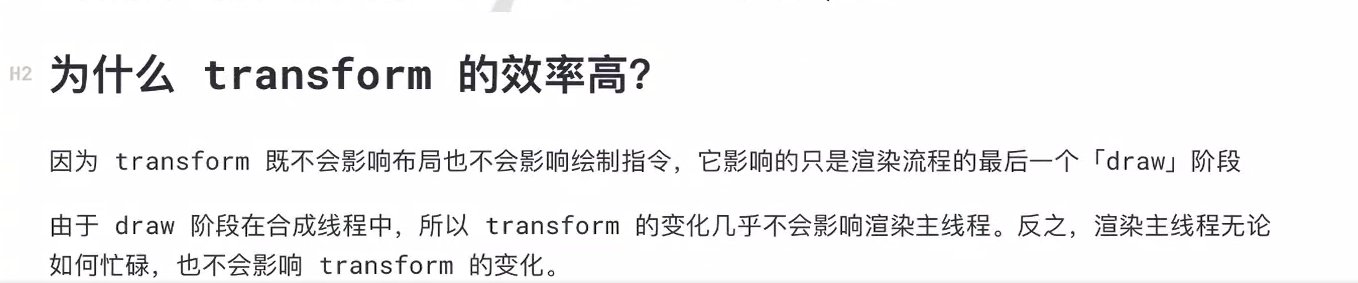 H2 为什么 transform 的效率高？
因为 transform 既不会影响布局也不会影响绘制指令，它影响的只是渲染流程的最后一个「draw」阶段
由于 draw 阶段在合成线程中，所以 transform 的变化几乎不会影响渲染主线程。反之，渲染主线程无论
如何忙碌，也不会影响 transform 的变化。